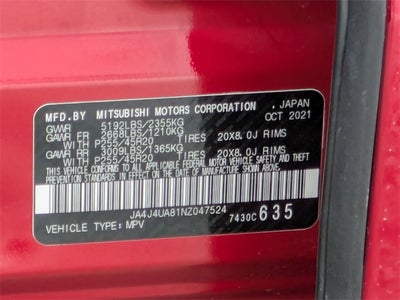 MFD.BY MITSUBISHI MOTORS CORPORATION, JAPAN
GVWR 5192LBS/2355KG OCT 2021
GAWR FR 2668LBS/1210KG
WITH P255/45R20 TIRES 20X8.0J RIMS
GAWR RR 3009LBS/1365KG
WITH P255/45R20 TIRES 20X8.0J RIMS
THIS VEHICLE CONFORMS TO ALL APPLICABLE FEDERAL
MOTOR VEHICLE SAFETY AND THEFT
PREVENTION STANDARDS IN EFFECT ON THE DATE OF
MANUFACTURE SHOWN ABOVE.
JA4J4UA81NZ047524
V.I.N.:
TYPE OF VEHICLE: MPV 7430C 635